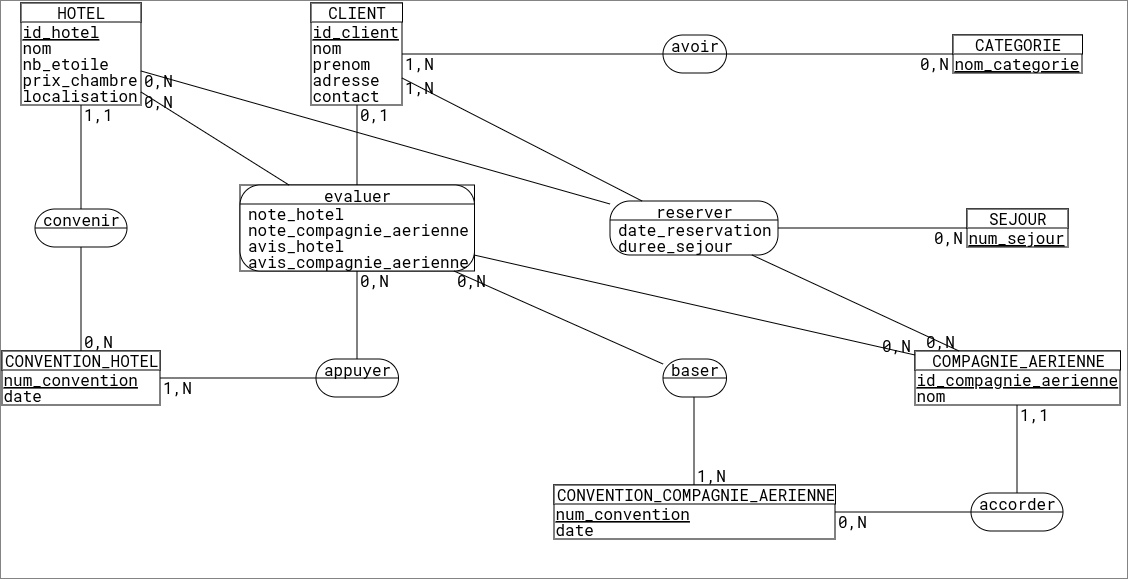 HOTEL
id_hotel
nom
nb_etoile
prix_chambre
localisation
CLIENT
id_client
nom
prenom
adresse
contact
avoir
CATEGORIE
nom_categorie
1,N
0,N
0,N
1,N
0,N
1,1
0,1
convenir
evaluer
note_hotel
note_compagnie_aerienne
avis_hotel
avis_compagnie_aerienne
reserver
date_reservation
duree_sejour
SEJOUR
num_sejour
0,N
0,N
0,N
0,N
0,N
0,N
CONVENTION_HOTEL
num_convention
date
1,N
appuyer
baser
COMPAGNIE_AERIENNE
id_compagnie_aerienne
nom
1,1
1,N
CONVENTION_COMPAGNIE_AERIENNE
num_convention
date
0,N
accorder